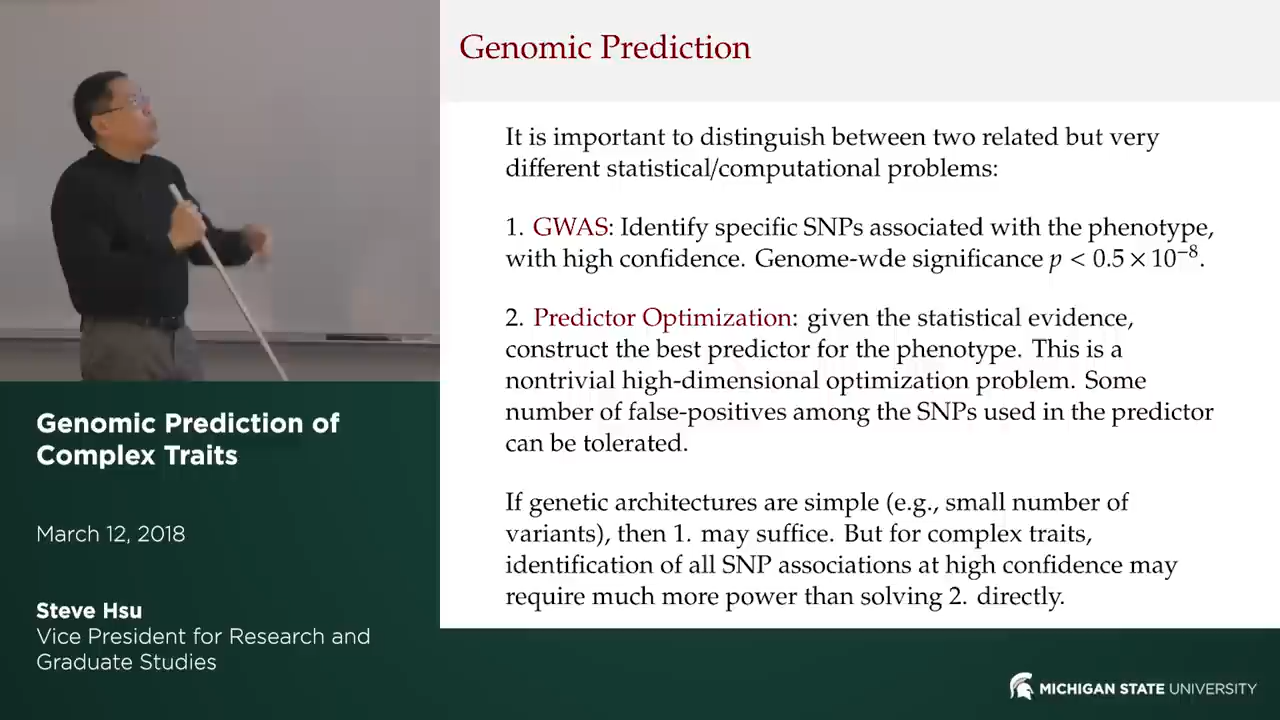 Genomic Prediction
It is important to distinguish between two related but very
different statistical/computational problems:
1. GWAS: Identify specific SNPs associated with the phenotype,
with high confidence. Genome-wde significance p < 0.5 × 10⁻⁸.
2. Predictor Optimization: given the statistical evidence,
construct the best predictor for the phenotype. This is a
nontrivial high-dimensional optimization problem. Some
number of false-positives among the SNPs used in the predictor
can be tolerated.
If genetic architectures are simple (e.g., small number of
variants), then 1. may suffice. But for complex traits,
identification of all SNP associations at high confidence may
require much more power than solving 2. directly.
Genomic Prediction of
Complex Traits
March 12, 2018
Steve Hsu
Vice President for Research and
Graduate Studies
MICHIGAN STATE UNIVERSITY